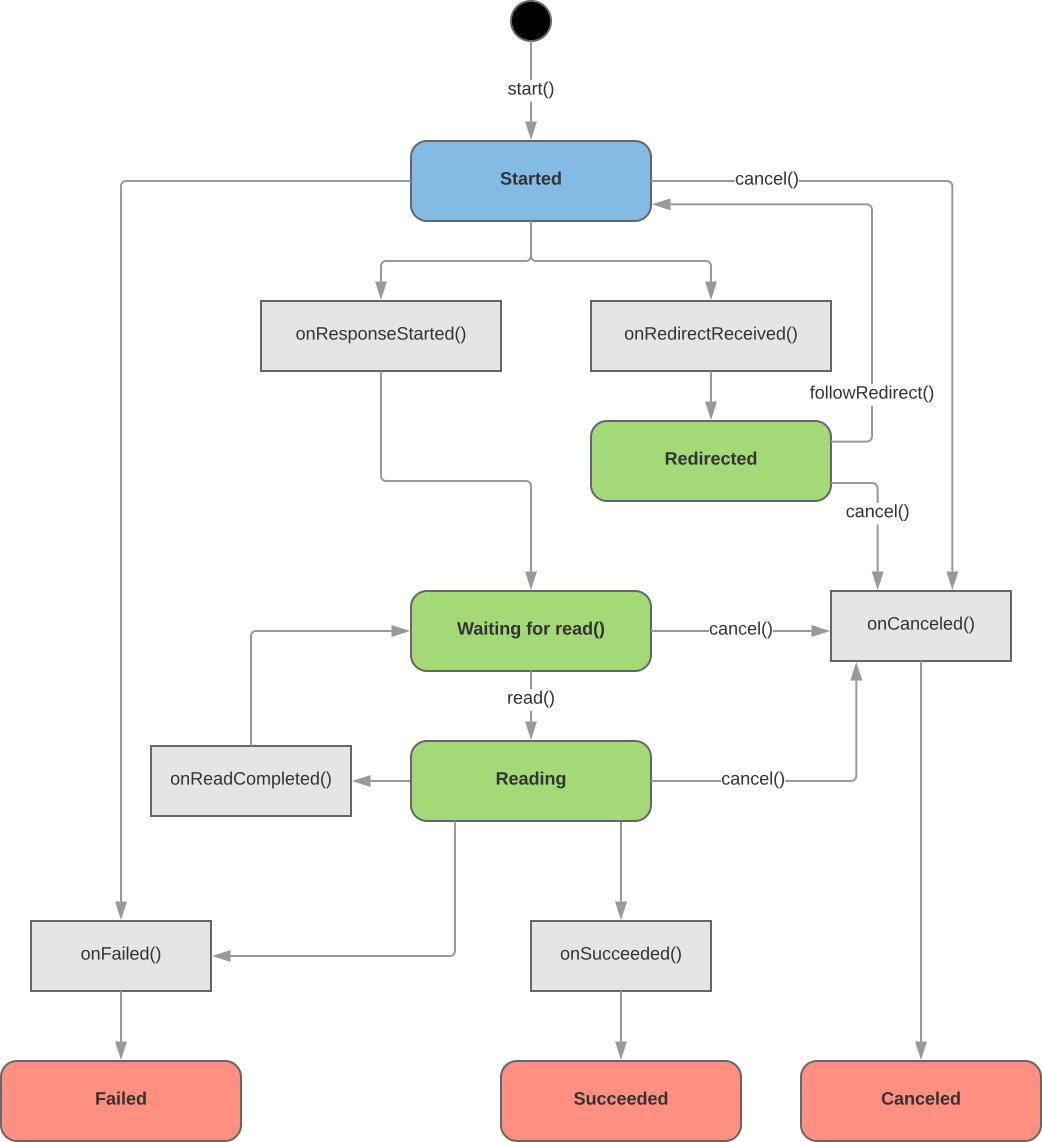 start()
Started
cancel()
onResponseStarted()
onRedirectReceived()
followRedirect()
Redirected
cancel()
Waiting for read()
cancel()
onCanceled()
read()
onReadCompleted()
Reading
cancel()
onFailed()
onSucceeded()
Failed
Succeeded
Canceled